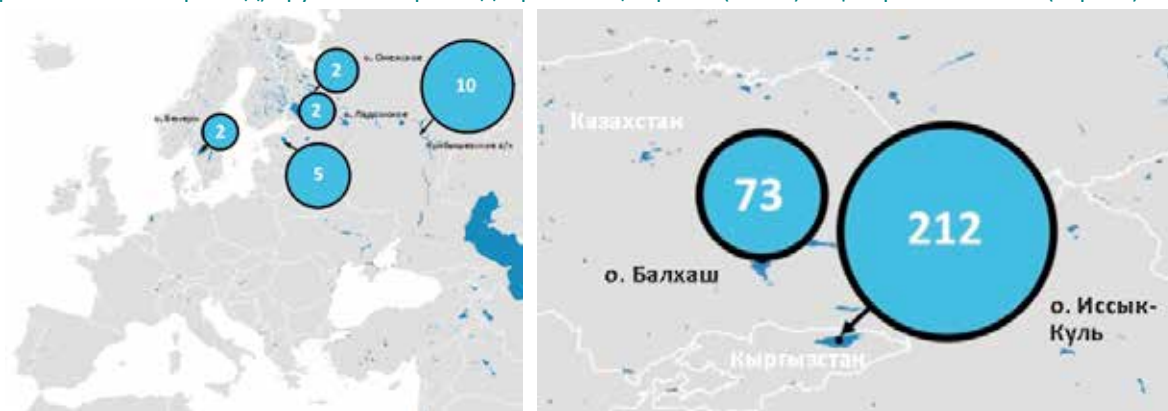 о. Онежское
2
10
2
о. Ладожское
о. Венерн
2
Куйбышевское в/х
5
Казахстан
73
212
о. Балхаш
о. Иссык-
Куль
Кыргызстан